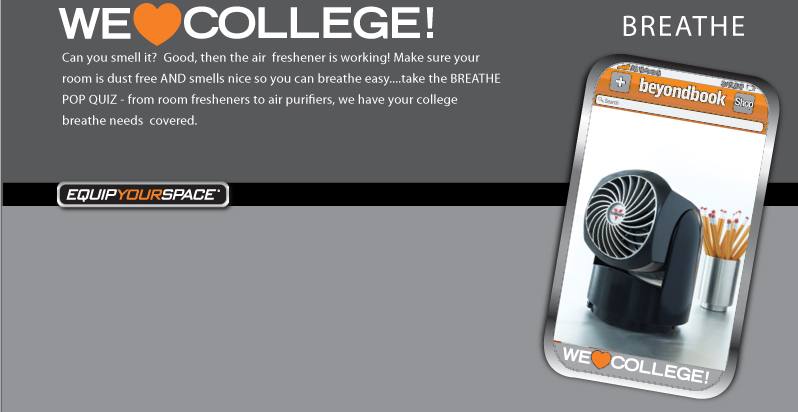 WE COLLEGE!
BREATHE
Can you smell it? Good, then the air freshener is working! Make sure your
room is dust free AND smells nice so you can breathe easy....take the BREATHE
POP QUIZ - from room fresheners to air purifiers, we have your college
breathe needs covered.
EQUIPYOURSPACE
+ beyondbook Shop
Search
WE COLLEGE!